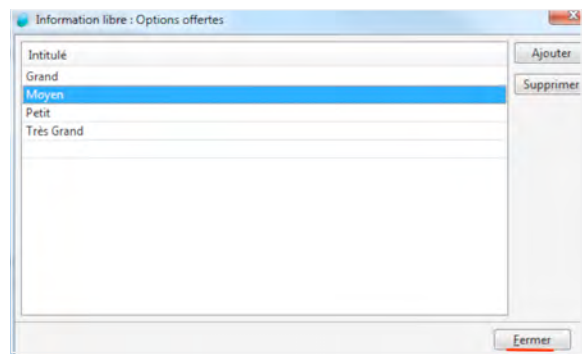 Information libre : Options offertes
Intitulé
Ajouter
Grand
Supprimer
Moyen
Petit
Très Grand
Fermer